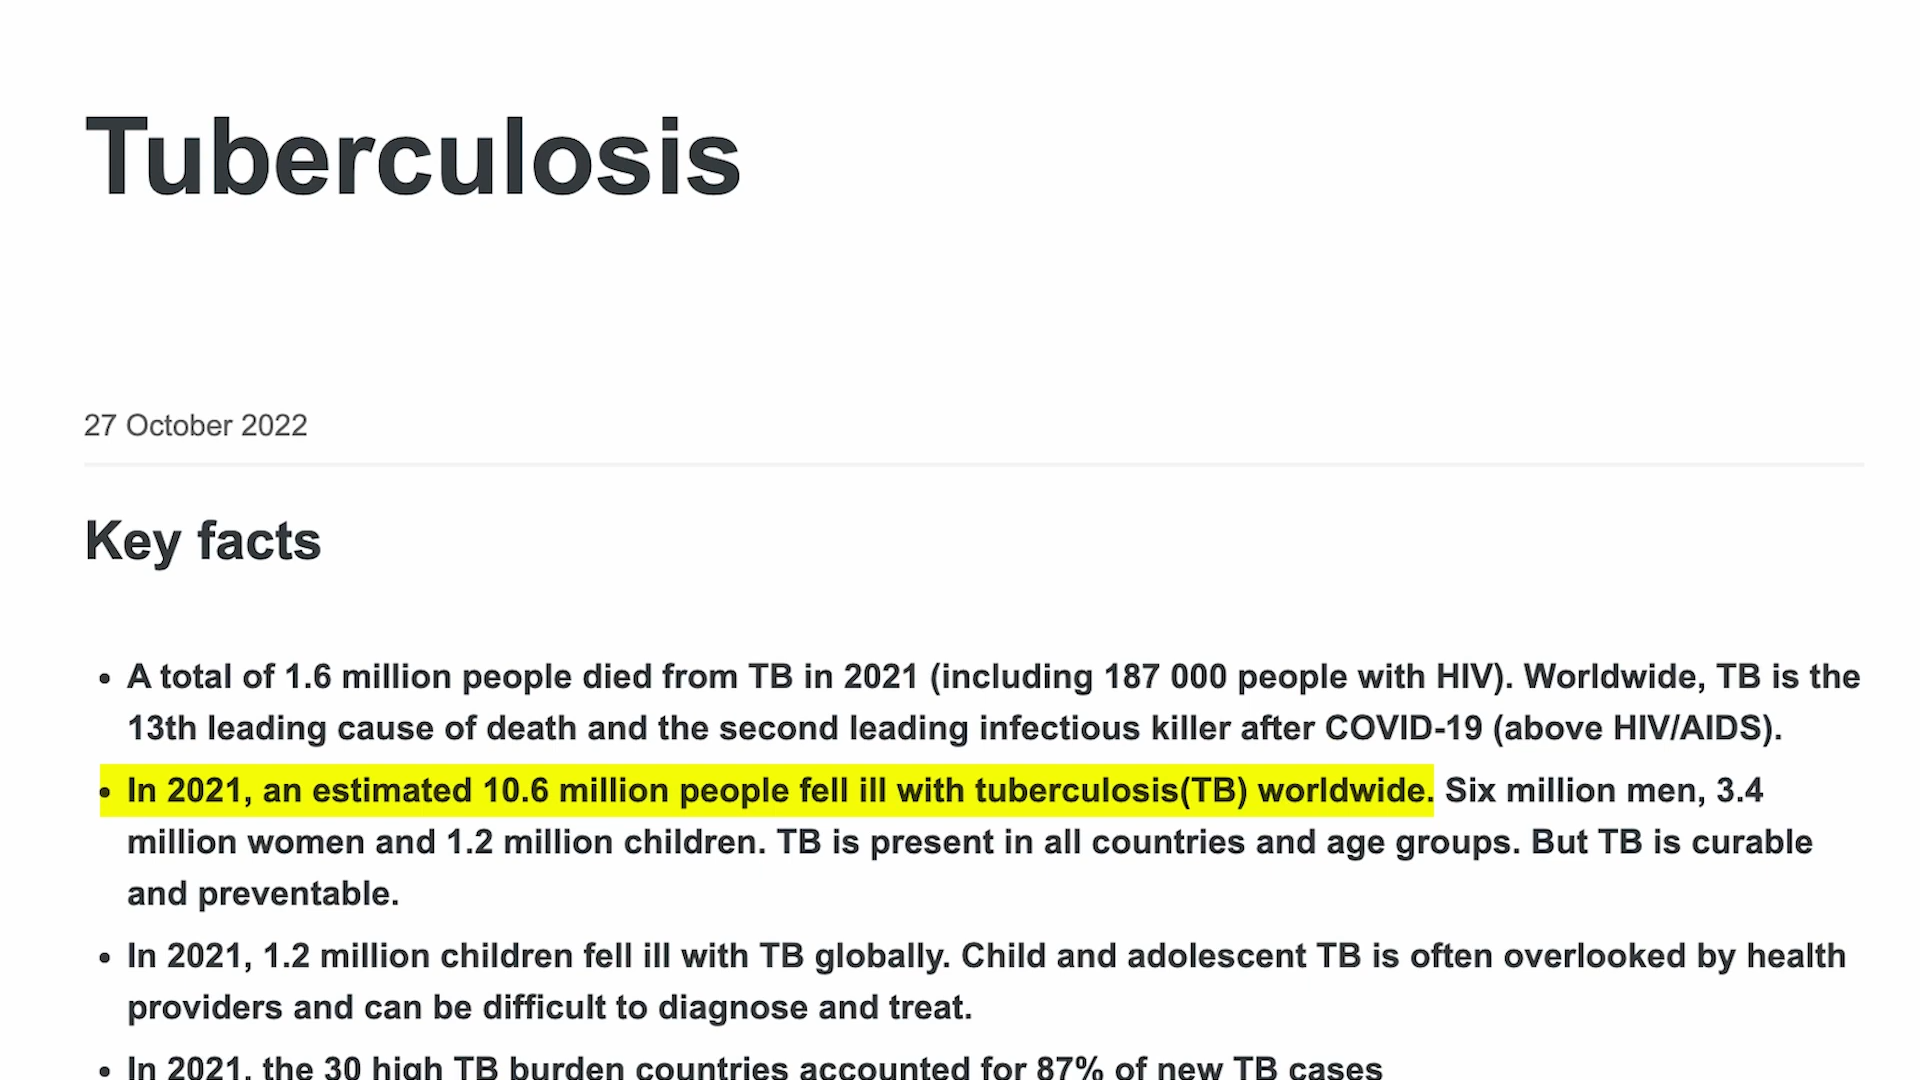 Tuberculosis
27 October 2022
Key facts
• A total of 1.6 million people died from TB in 2021 (including 187 000 people with HIV). Worldwide, TB is the
13th leading cause of death and the second leading infectious killer after COVID-19 (above HIV/AIDS).
• In 2021, an estimated 10.6 million people fell ill with tuberculosis(TB) worldwide. Six million men, 3.4
million women and 1.2 million children. TB is present in all countries and age groups. But TB is curable
and preventable.
• In 2021, 1.2 million children fell ill with TB globally. Child and adolescent TB is often overlooked by health
providers and can be difficult to diagnose and treat.
• In 2021, the 30 high TB burden countries accounted for 87% of new TB cases